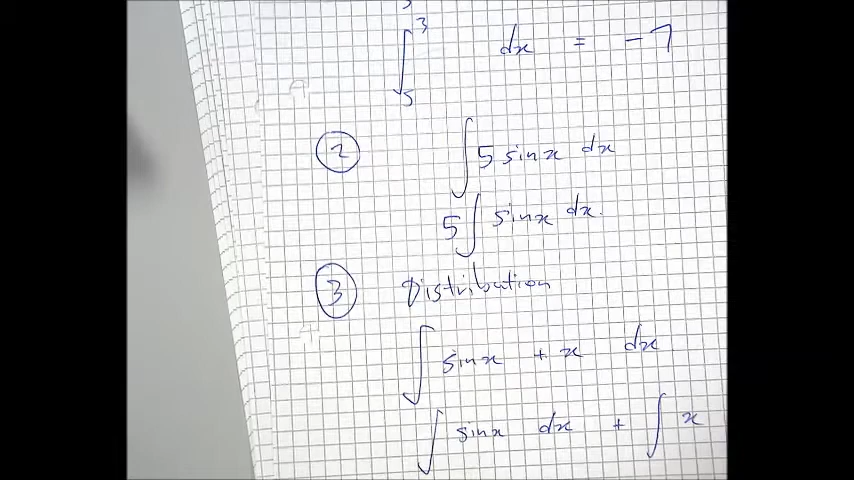 ∫₅³ dx = -7
② ∫ 5 sinx dx
5 ∫ sinx dx.
③ Distribution
∫ sinx + x dx
∫ sinx dx + ∫ x